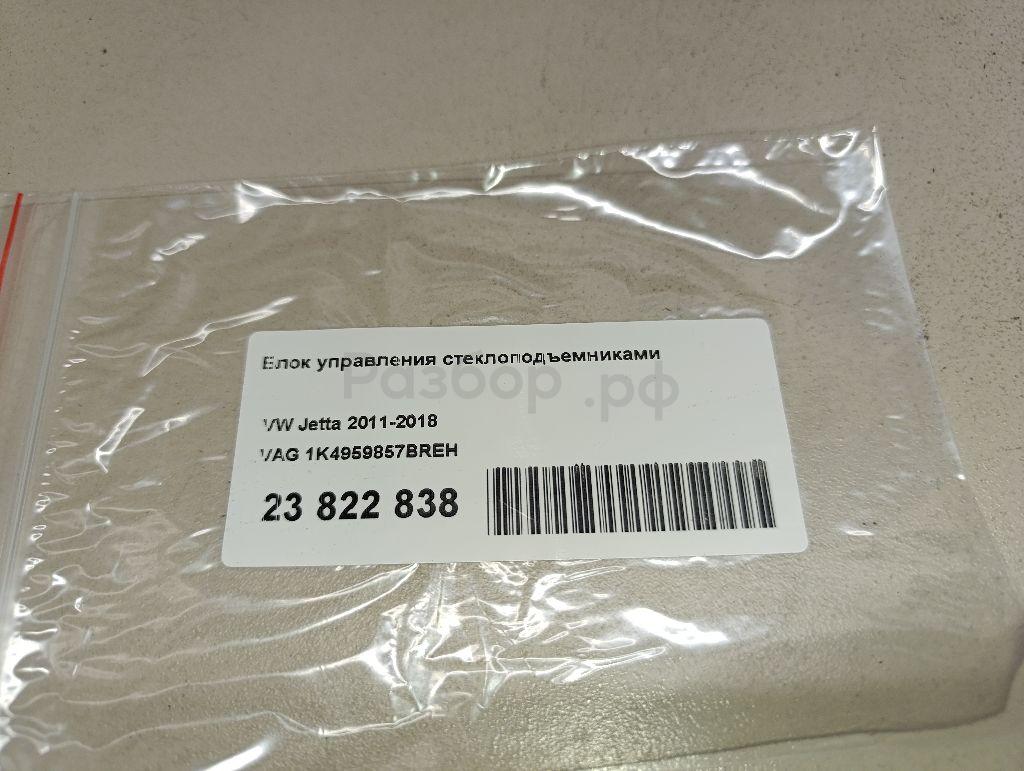 Блок управления стеклоподъемниками
Разбор.рф
VW Jetta 2011-2018
VAG 1K4959857BREH
23 822 838